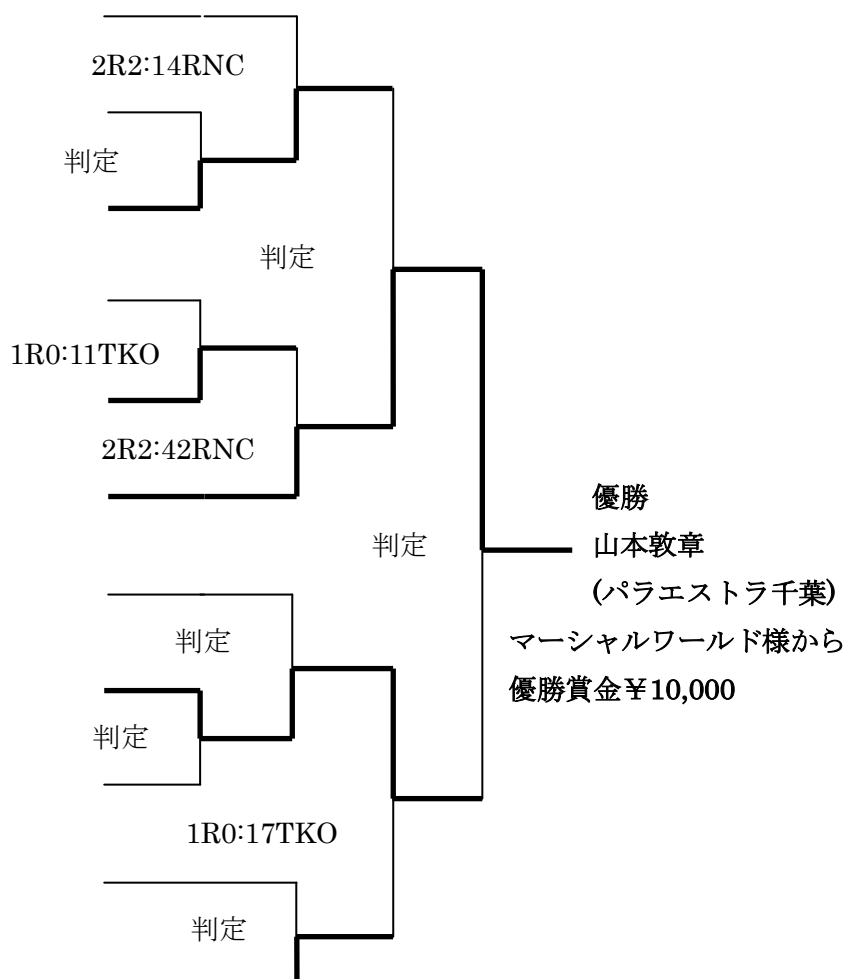 2R2:14RNC
判定
判定
1R0:11TKO
2R2:42RNC
優勝
判定
山本敦章
(パラエストラ千葉)
判定
マーシャルワールド様から
優勝賞金￥10,000
判定
1R0:17TKO
判定